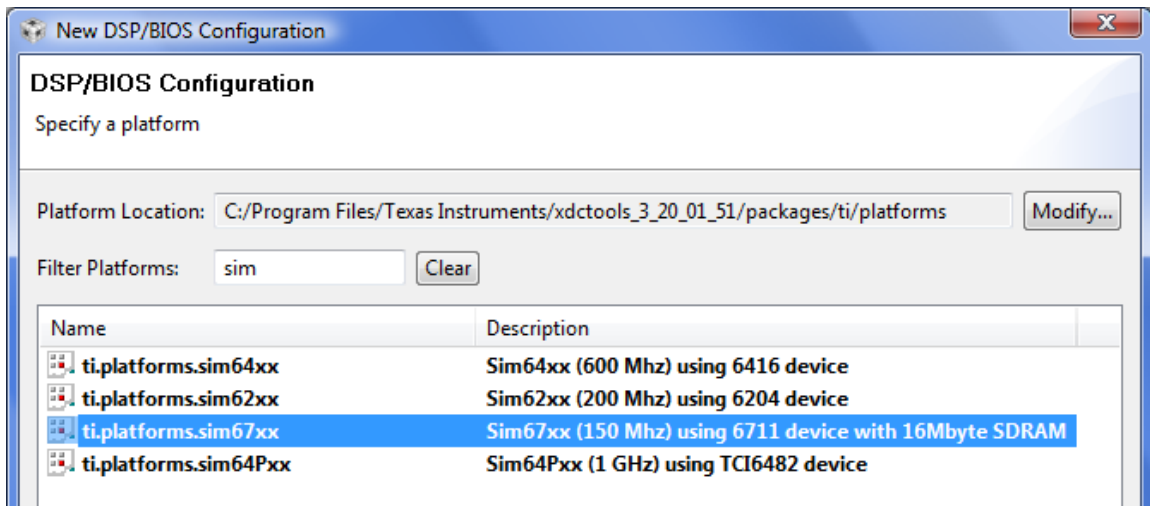 New DSP/BIOS Configuration
DSP/BIOS Configuration
Specify a platform
Platform Location: C:/Program Files/Texas Instruments/xdctools_3_20_01_51/packages/ti/platforms Modify...
Filter Platforms: sim Clear
Name Description
ti.platforms.sim64xx Sim64xx (600 Mhz) using 6416 device
ti.platforms.sim62xx Sim62xx (200 Mhz) using 6204 device
ti.platforms.sim67xx Sim67xx (150 Mhz) using 6711 device with 16Mbyte SDRAM
ti.platforms.sim64Pxx Sim64Pxx (1 GHz) using TCI6482 device